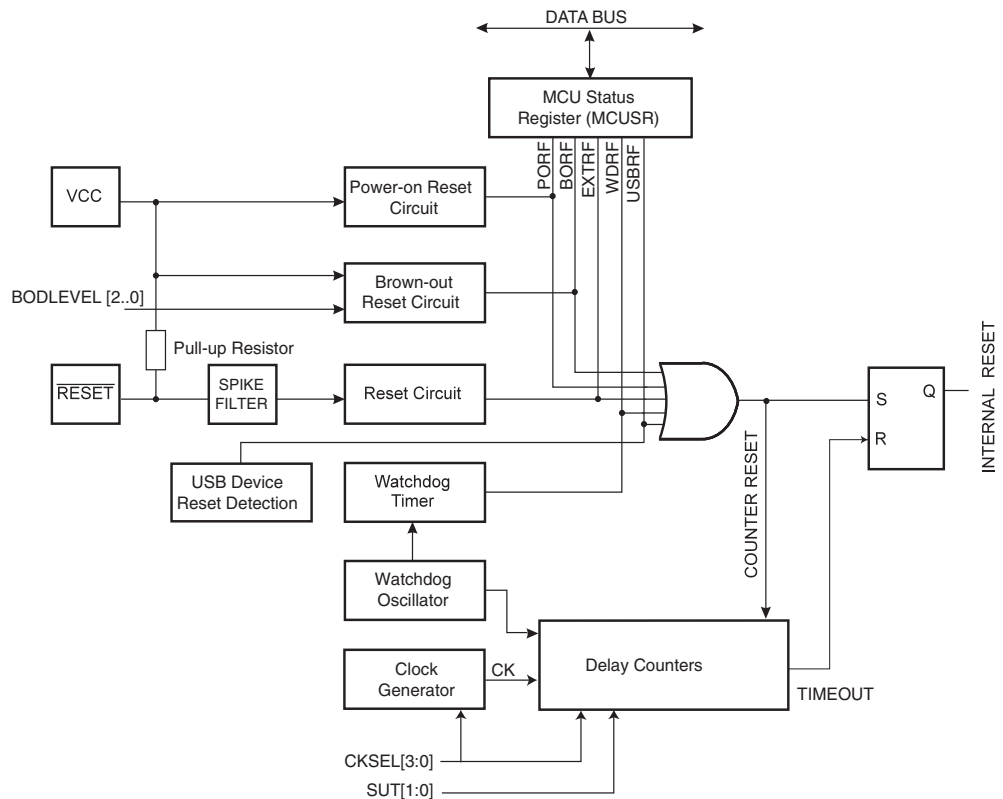 DATA BUS
MCU Status
Register (MCUSR)
PORF
BORF
EXTRF
WDRF
USBRF
VCC
Power-on Reset
Circuit
Brown-out
Reset Circuit
BODLEVEL [2..0]
Pull-up Resistor
RESET
SPIKE
FILTER
Reset Circuit
S
Q
R
INTERNAL RESET
USB Device
Reset Detection
Watchdog
Timer
COUNTER RESET
Watchdog
Oscillator
Clock
Generator
CK
Delay Counters
TIMEOUT
CKSEL[3:0]
SUT[1:0]